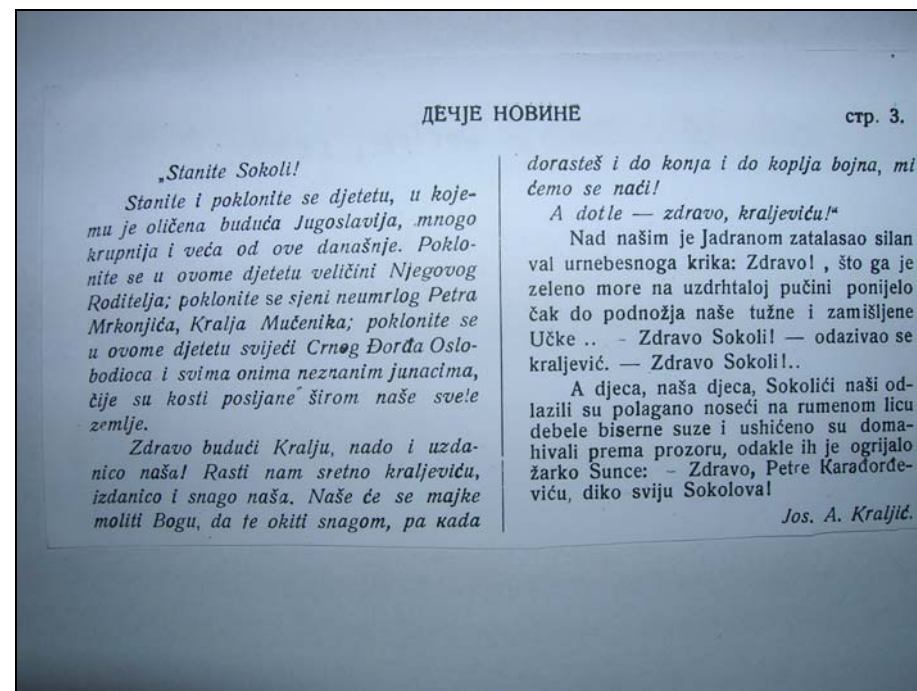 ДЕЧЈЕ НОВИНЕ
стр. 3.
„Stanite Sokoli!
Stanite i poklonite se djetetu, u koje-
mu je oličena buduća Jugoslavija, mnogo
krupnija i veća od ove današnje. Poklo-
nite se u ovome djetetu veličini Njegovog
Roditelja; poklonite se sjeni neumrlog Petra
Mrkonjića, Kralja Mučenika; poklonite se
u ovome djetetu svijeći Crnog Đorđa Oslo-
bodioca i svima onima neznanim junacima,
čije su kosti posijane širom naše svete
zemlje.
Zdravo budući Kralju, nado i uzda-
nico naša! Rasti nam sretno kraljeviću,
izdanico i snago naša. Naše će se majke
moliti Bogu, da te okiti snagom, pa кada
dorasteš i do konja i do koplja bojna, mi
ćemo se naći!
A dotle — zdravo, kraljeviću!“
Nad našim je Jadranom zatalasao silan
val urnebesnoga krika: Zdravo! , što ga je
zeleno more na uzdrhtaloj pučini ponijelo
čak do podnožja naše tužne i zamišljene
Učke .. - Zdravo Sokoli! — odazivao se
kraljević. — Zdravo Sokoli!..
A djeca, naša djeca, Sokolići naši od-
lazili su polagano noseći na rumenom licu
debele biserne suze i ushićeno su doma-
hivali prema prozoru, odakle ih je ogrijalo
žarko Sunce: - Zdravo, Petre Karađorđe-
viću, diko sviju Sokolova!
Jos. A. Kraljić.